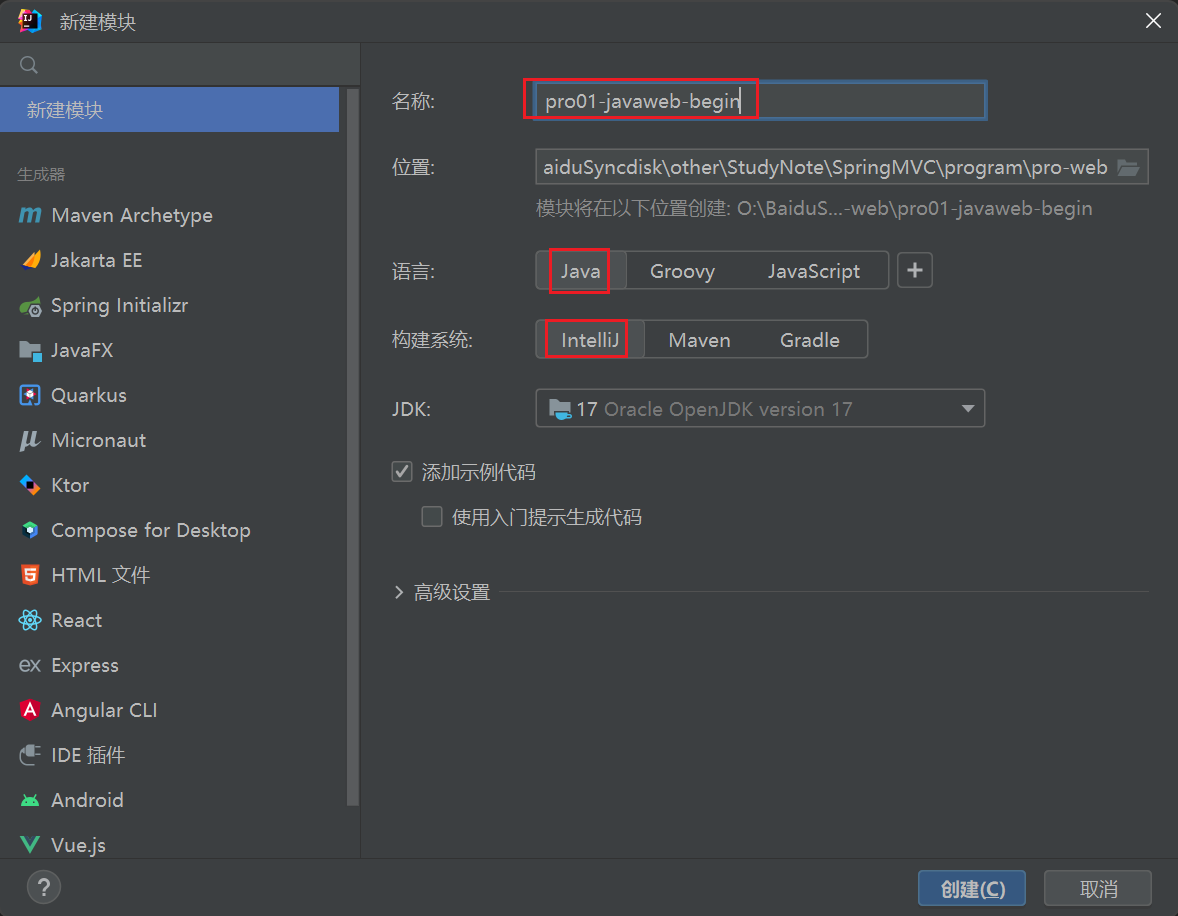 新建模块
新建模块
生成器
Maven Archetype
Jakarta EE
Spring Initializr
JavaFX
Quarkus
Micronaut
Ktor
Compose for Desktop
HTML 文件
React
Express
Angular CLI
IDE 插件
Android
Vue.js
名称: pro01-javaweb-begin
位置: aiduSyncdisk\other\StudyNote\SpringMVC\program\pro-web
模块将在以下位置创建: O:\BaiduS...-web\pro01-javaweb-begin
语言: Java Groovy JavaScript +
构建系统: IntelliJ Maven Gradle
JDK: 17 Oracle OpenJDK version 17
添加示例代码
使用入门提示生成代码
高级设置
? 创建(C) 取消